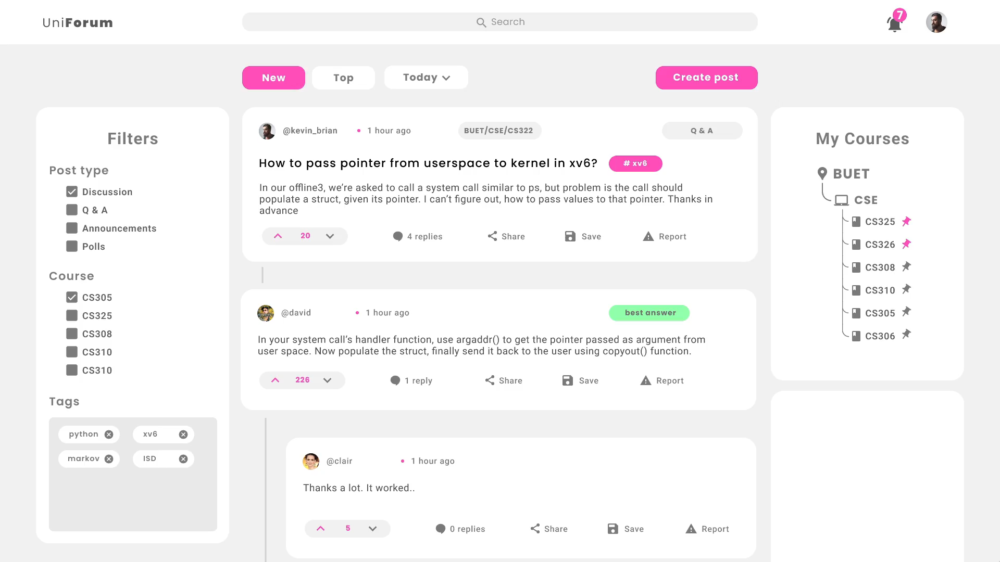 UniForum
Search
7
New
Top
Today
Create post
Filters
Post type
Discussion
Q & A
Announcements
Polls
Course
CS305
CS325
CS308
CS310
CS310
Tags
python
xv6
markov
ISD
@kevin_brian
1 hour ago
BUET/CSE/CS322
Q & A
How to pass pointer from userspace to kernel in xv6?
# xv6
In our offline3, we’re asked to call a system call similar to ps, but problem is the call should
populate a struct, given its pointer. I can’t figure out, how to pass values to that pointer. Thanks in
advance
20
4 replies
Share
Save
Report
@david
1 hour ago
best answer
In your system call’s handler function, use argaddr() to get the pointer passed as argument from
user space. Now populate the struct, finally send it back to the user using copyout() function.
226
1 reply
Share
Save
Report
@clair
1 hour ago
Thanks a lot. It worked..
5
0 replies
Share
Save
Report
My Courses
BUET
CSE
CS325
CS326
CS308
CS310
CS305
CS306